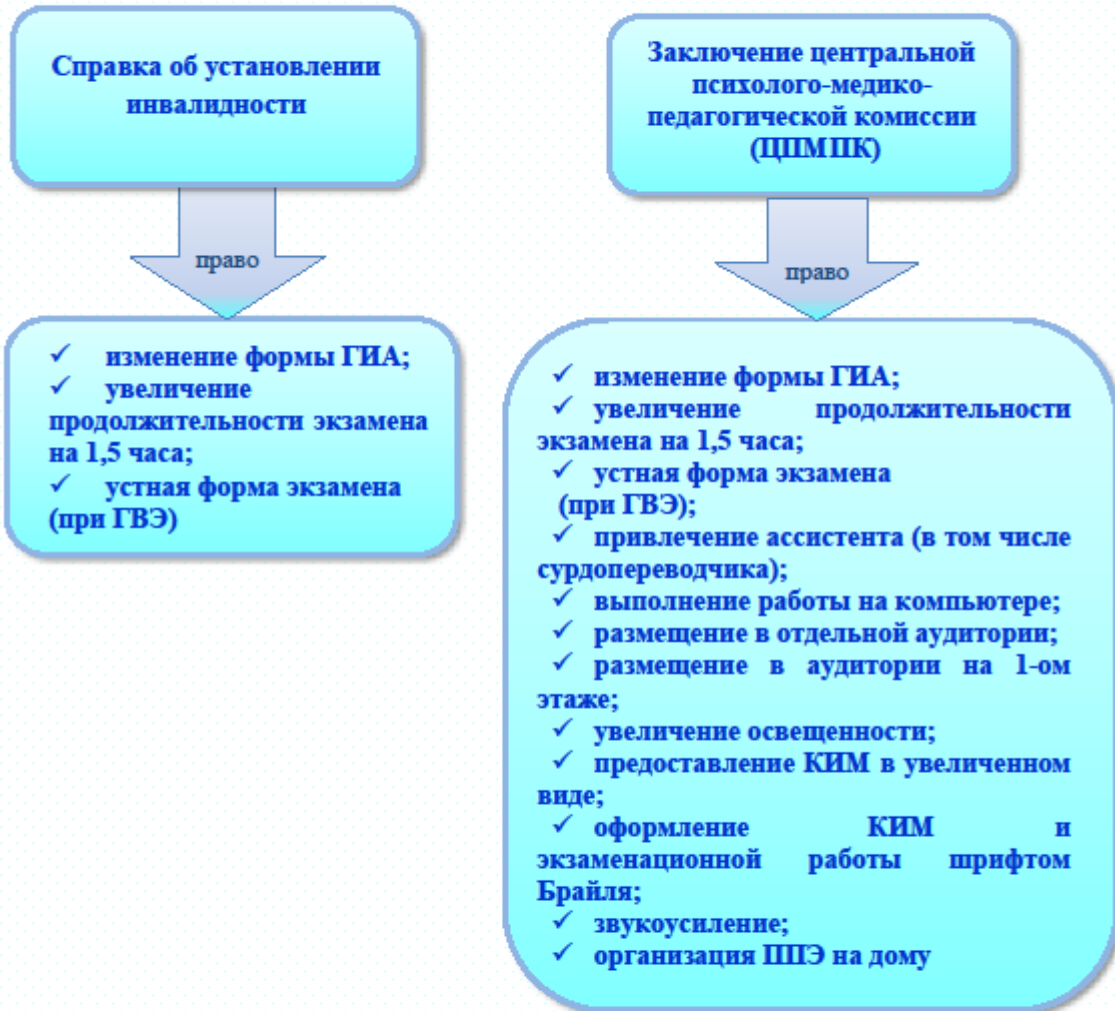 Справка об установлении
инвалидности
право
✓ изменение формы ГИА;
✓ увеличение
продолжительности экзамена
на 1,5 часа;
✓ устная форма экзамена
(при ГВЭ)
Заключение центральной
психолого-медико-
педагогической комиссии
(ЦПМПК)
право
✓ изменение формы ГИА;
✓ увеличение продолжительности
экзамена на 1,5 часа;
✓ устная форма экзамена
(при ГВЭ);
✓ привлечение ассистента (в том числе
сурдопереводчика);
✓ выполнение работы на компьютере;
✓ размещение в отдельной аудитории;
✓ размещение в аудитории на 1-ом
этаже;
✓ увеличение освещенности;
✓ предоставление КИМ в увеличенном
виде;
✓ оформление КИМ и
экзаменационной работы шрифтом
Брайля;
✓ звукоусиление;
✓ организация ППЭ на дому